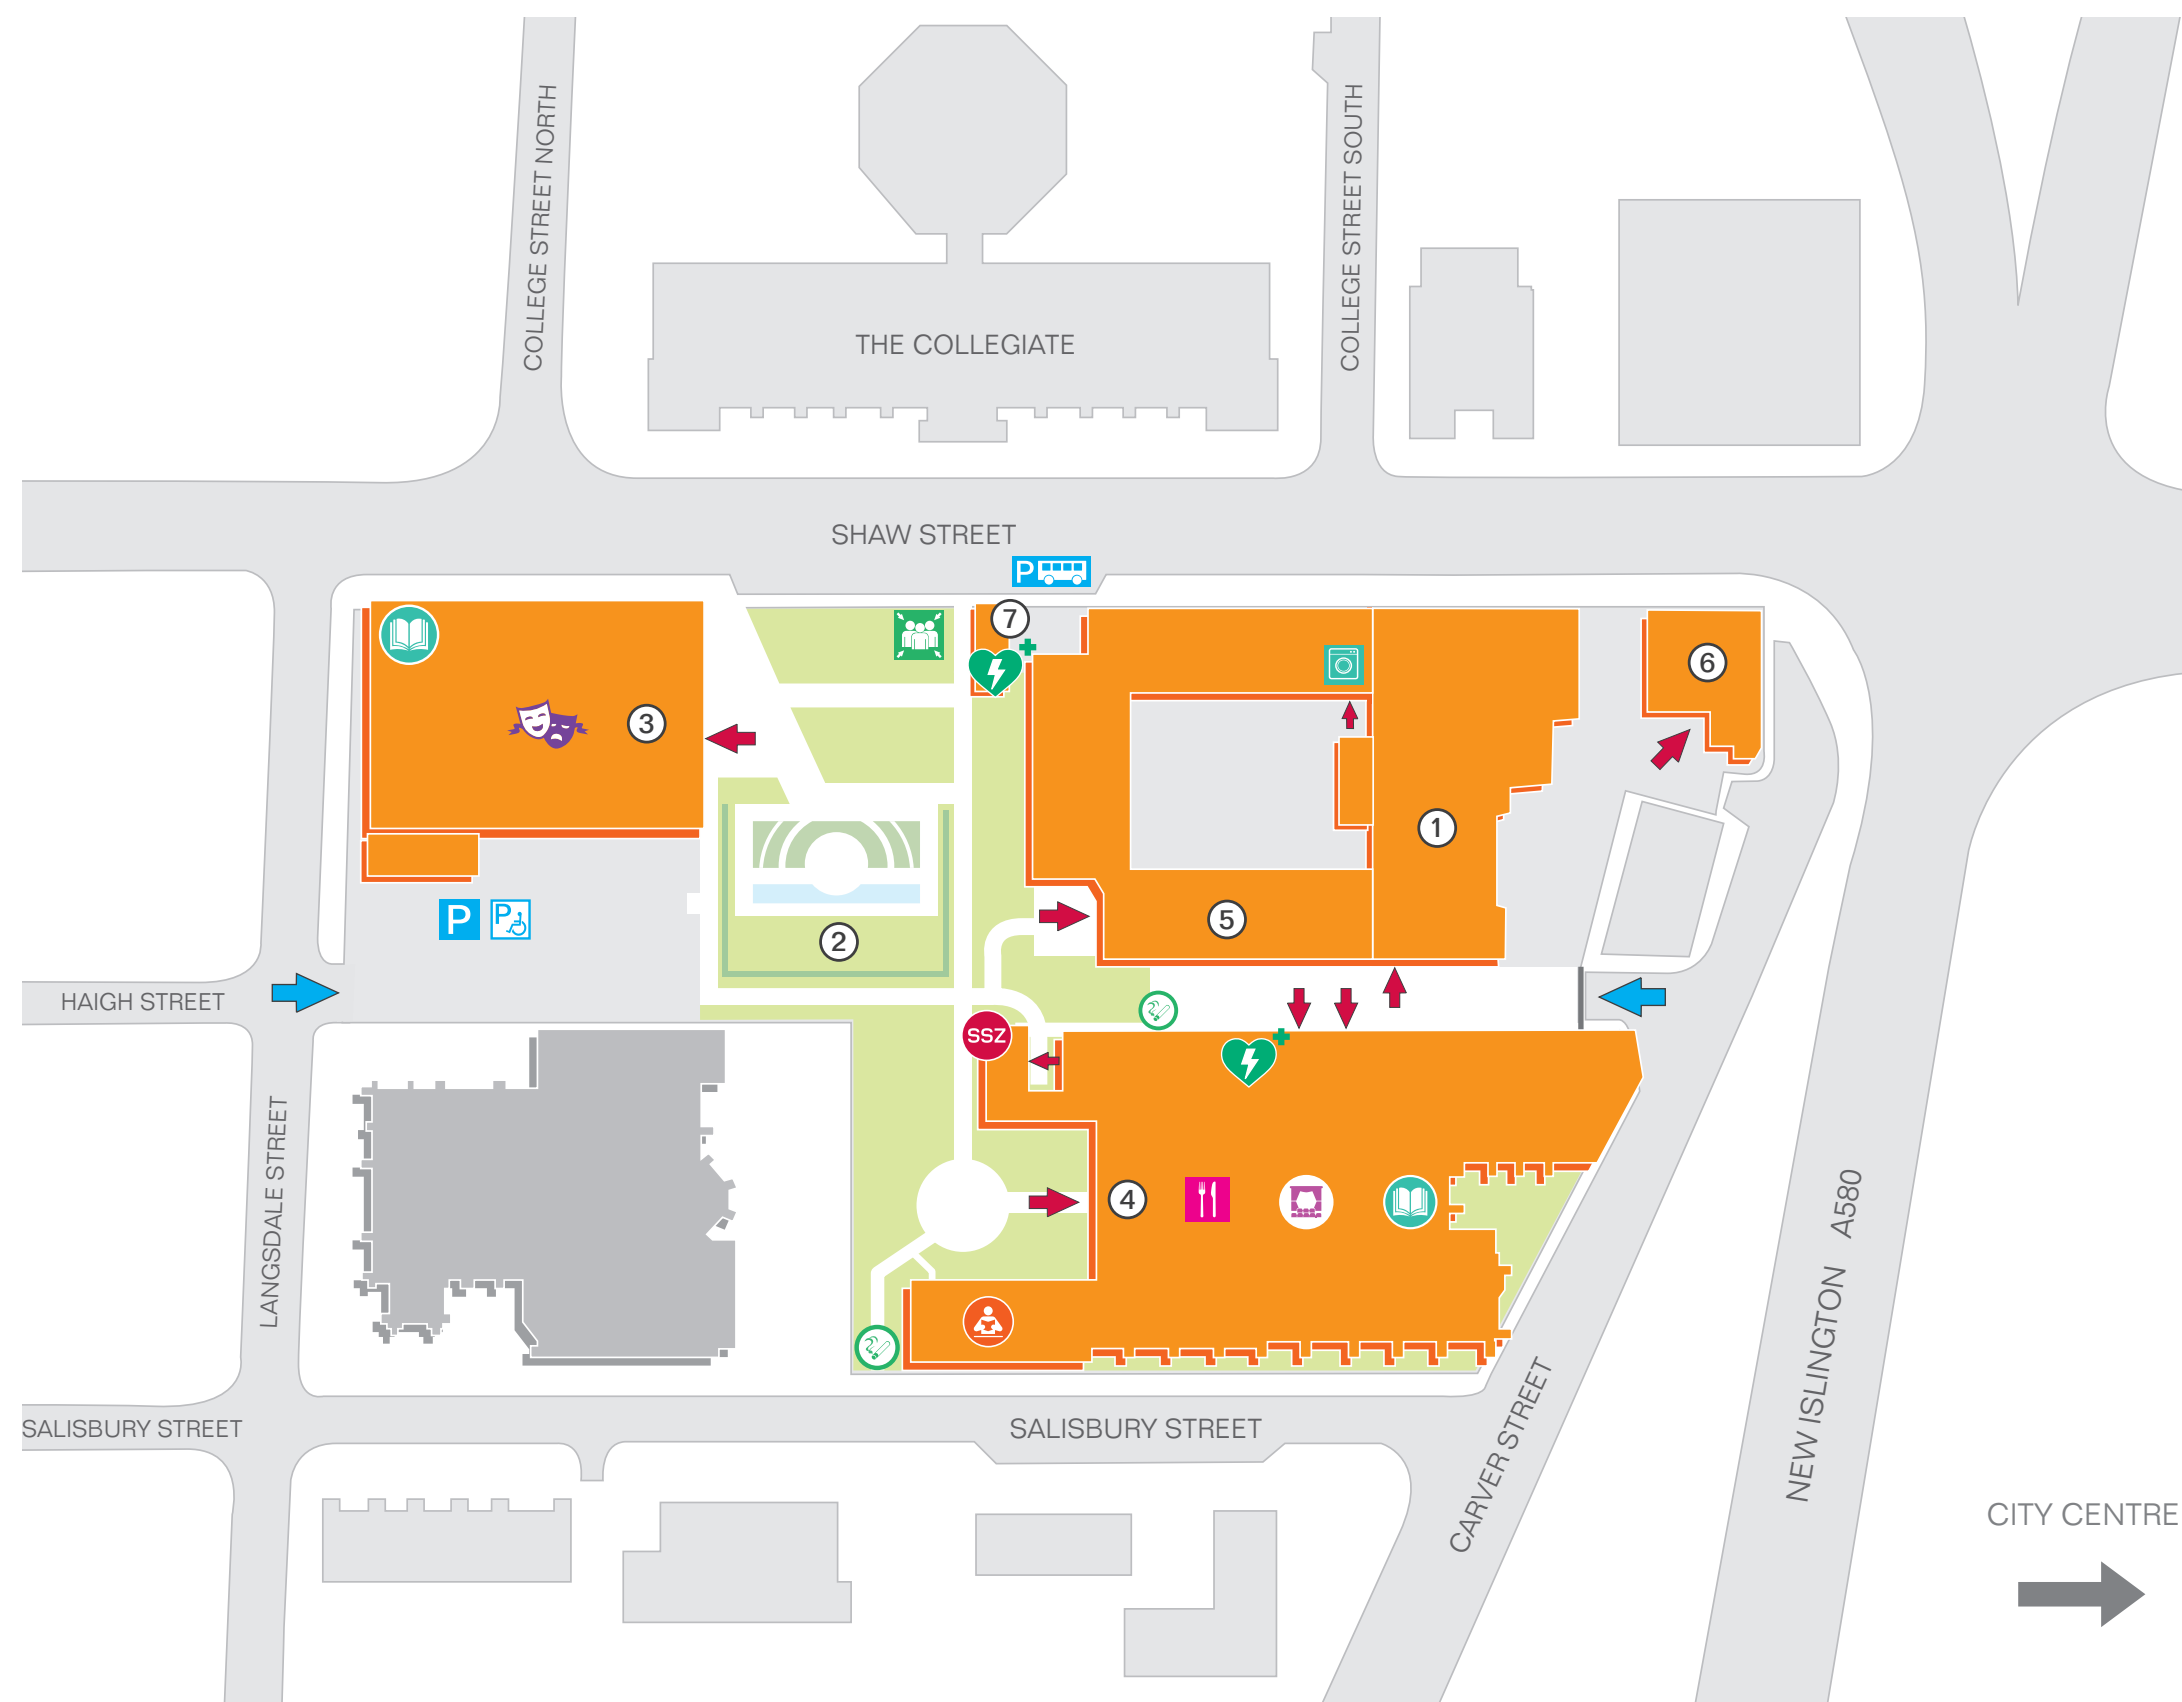 COLLEGE STREET NORTH
COLLEGE STREET SOUTH
THE COLLEGIATE
SHAW STREET
P
7
6
3
1
5
P
P
2
HAIGH STREET
SSZ
4
LANGSDALE STREET
NEW ISLINGTON A580
SALISBURY STREET
SALISBURY STREET
CARVER STREET
CITY CENTRE